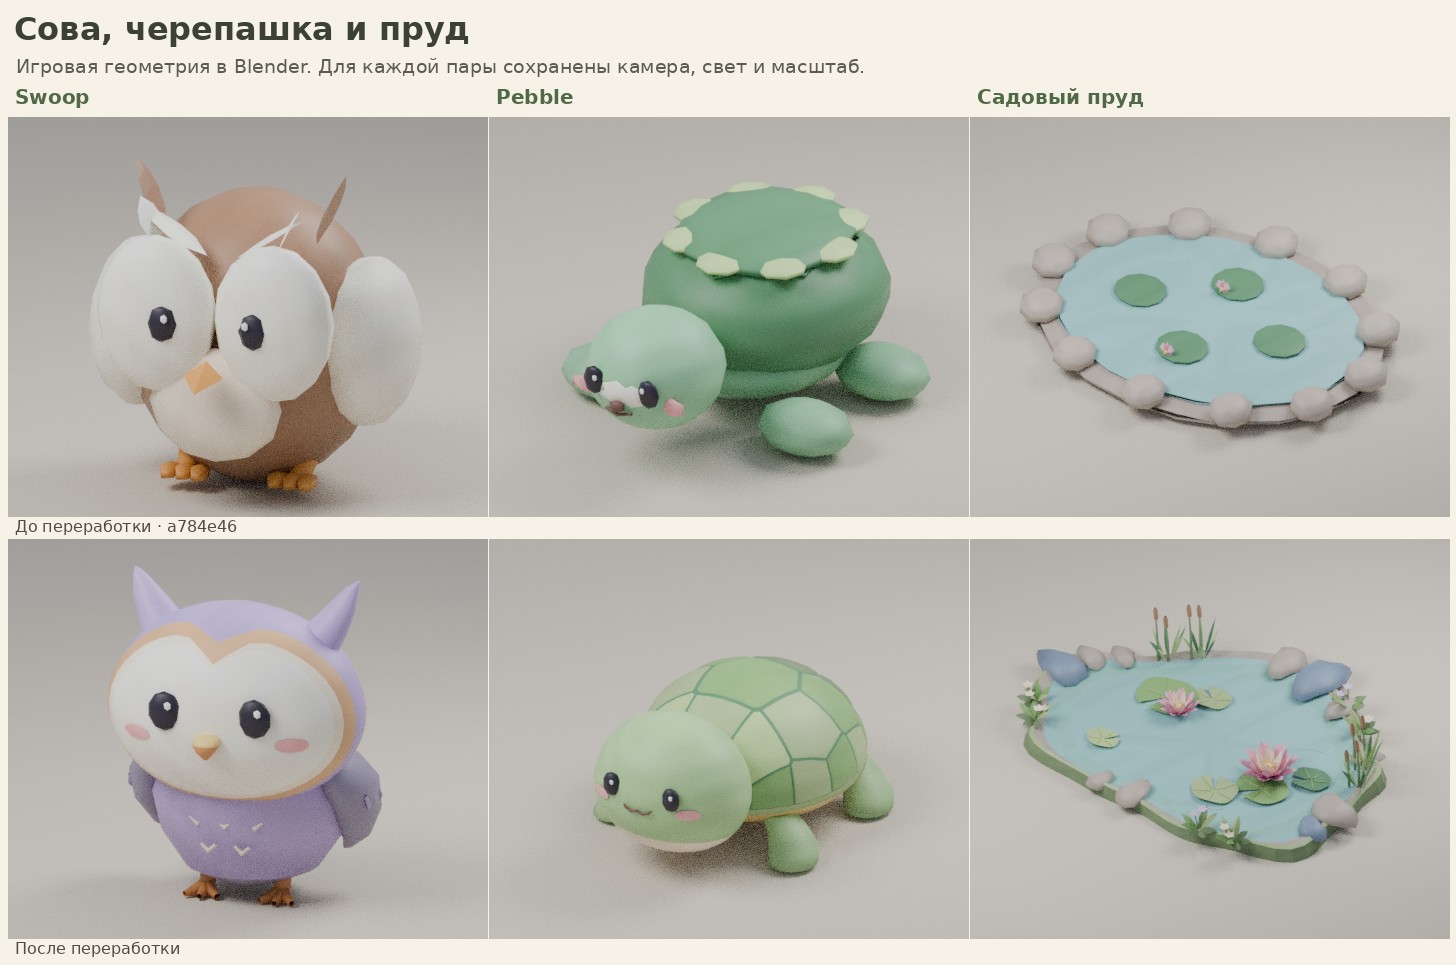 Сова, черепашка и пруд
Игровая геометрия в Blender. Для каждой пары сохранены камера, свет и масштаб.
Swoop
Pebble
Садовый пруд
До переработки · a784e46
После переработки